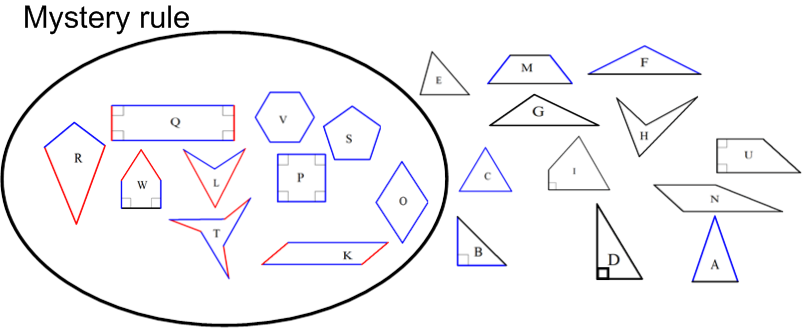 Mystery rule
E M F
Q V S G H
R W L P C I U
T K O N
B D A